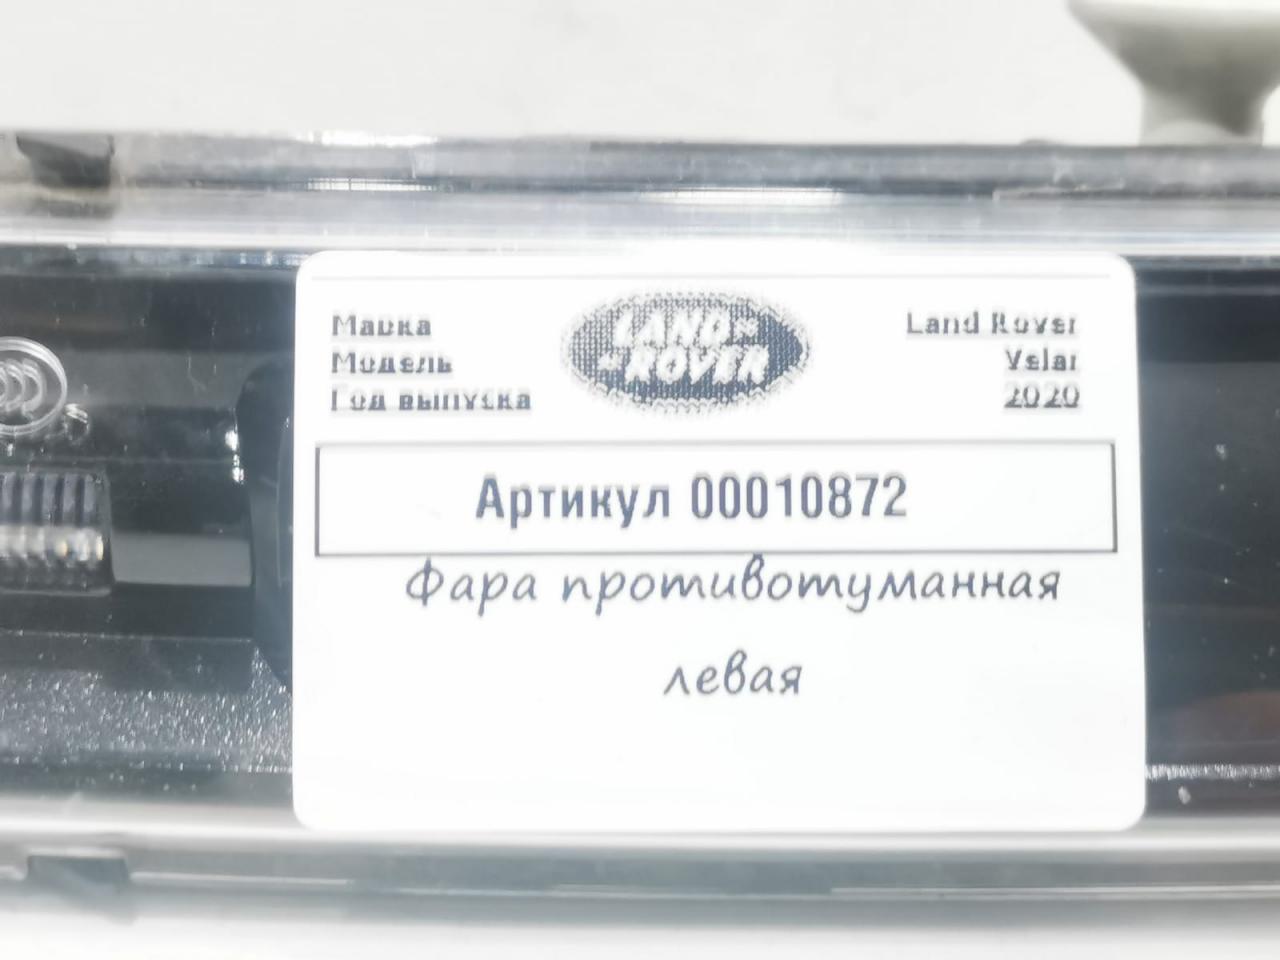 Марка
Модель
Год выпуска
LAND
ROVER
Land Rover
Velar
2020
Артикул 00010872
Фара противотуманная
левая